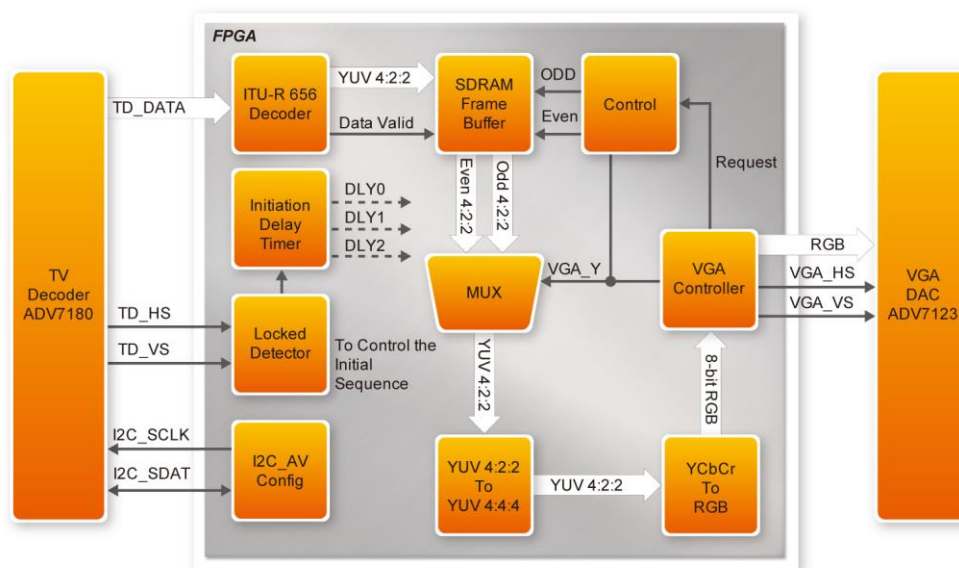 FPGA
TV
Decoder
ADV7180
TD_DATA
ITU-R 656
Decoder
YUV 4:2:2
Data Valid
SDRAM
Frame
Buffer
ODD
Even
Control
Request
Initiation
Delay
Timer
DLY0
DLY1
DLY2
Even 4:2:2
Odd 4:2:2
MUX
VGA_Y
VGA
Controller
RGB
VGA_HS
VGA_VS
VGA
DAC
ADV7123
TD_HS
TD_VS
Locked
Detector
To Control the
Initial
Sequence
YUV 4:2:2
8-bit RGB
I2C_SCLK
I2C_SDAT
I2C_AV
Config
YUV 4:2:2
To
YUV 4:4:4
YUV 4:2:2
YCbCr
To
RGB